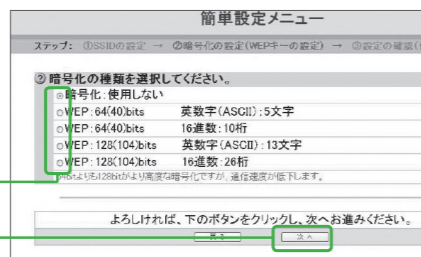 簡単設定メニュー
ステップ: ①SSIDの設定 → ②暗号化の設定(WEPキーの設定) → ③設定の確認(
② 暗号化の種類を選択してください。
暗号化:使用しない
WEP:64(40)bits 英数字(ASCII):5文字
WEP:64(40)bits 16進数:10桁
WEP:128(104)bits 英数字(ASCII):13文字
WEP:128(104)bits 16進数:26桁
bitよりも128bitがより高度な暗号化ですが、通信速度が低下します。
よろしければ、下のボタンをクリックし、次へお進みください。
戻る 次へ